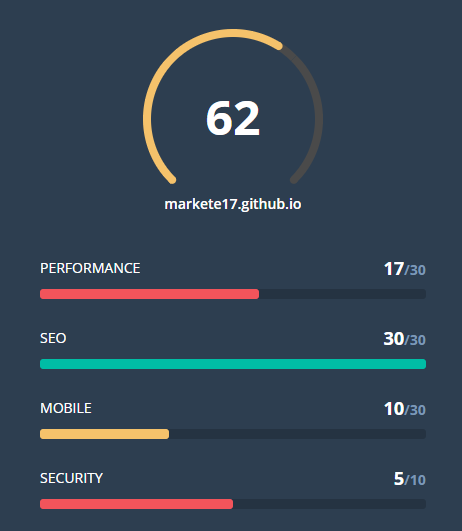 62
markete17.github.io
PERFORMANCE 17/30
SEO 30/30
MOBILE 10/30
SECURITY 5/10